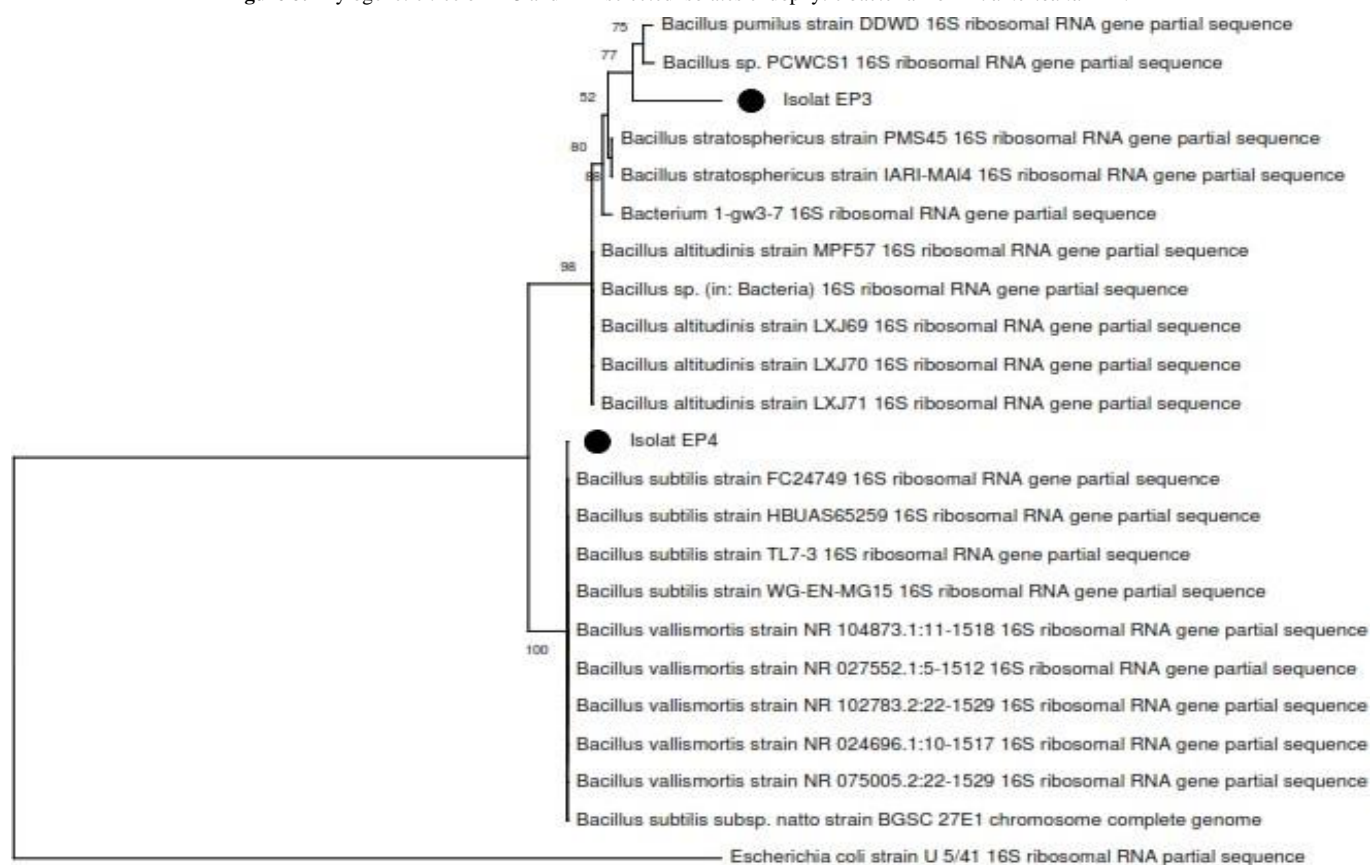 75
Bacillus pumilus strain DDWD 16S ribosomal RNA gene partial sequence
77
Bacillus sp. PCWCS1 16S ribosomal RNA gene partial sequence
52
Isolat EP3
80
Bacillus stratosphericus strain PMS45 16S ribosomal RNA gene partial sequence
Bacillus stratosphericus strain IARI-MAI4 16S ribosomal RNA gene partial sequence
Bacterium 1-gw3-7 16S ribosomal RNA gene partial sequence
Bacillus altitudinis strain MPF57 16S ribosomal RNA gene partial sequence
98
Bacillus sp. (in: Bacteria) 16S ribosomal RNA gene partial sequence
Bacillus altitudinis strain LXJ69 16S ribosomal RNA gene partial sequence
Bacillus altitudinis strain LXJ70 16S ribosomal RNA gene partial sequence
Bacillus altitudinis strain LXJ71 16S ribosomal RNA gene partial sequence
Isolat EP4
Bacillus subtilis strain FC24749 16S ribosomal RNA gene partial sequence
Bacillus subtilis strain HBUAS65259 16S ribosomal RNA gene partial sequence
Bacillus subtilis strain TL7-3 16S ribosomal RNA gene partial sequence
Bacillus subtilis strain WG-EN-MG15 16S ribosomal RNA gene partial sequence
Bacillus vallismortis strain NR 104873.1:11-1518 16S ribosomal RNA gene partial sequence
100
Bacillus vallismortis strain NR 027552.1:5-1512 16S ribosomal RNA gene partial sequence
Bacillus vallismortis strain NR 102783.2:22-1529 16S ribosomal RNA gene partial sequence
Bacillus vallismortis strain NR 024696.1:10-1517 16S ribosomal RNA gene partial sequence
Bacillus vallismortis strain NR 075005.2:22-1529 16S ribosomal RNA gene partial sequence
Bacillus subtilis subsp. natto strain BGSC 27E1 chromosome complete genome
Escherichia coli strain U 5/41 16S ribosomal RNA partial sequence